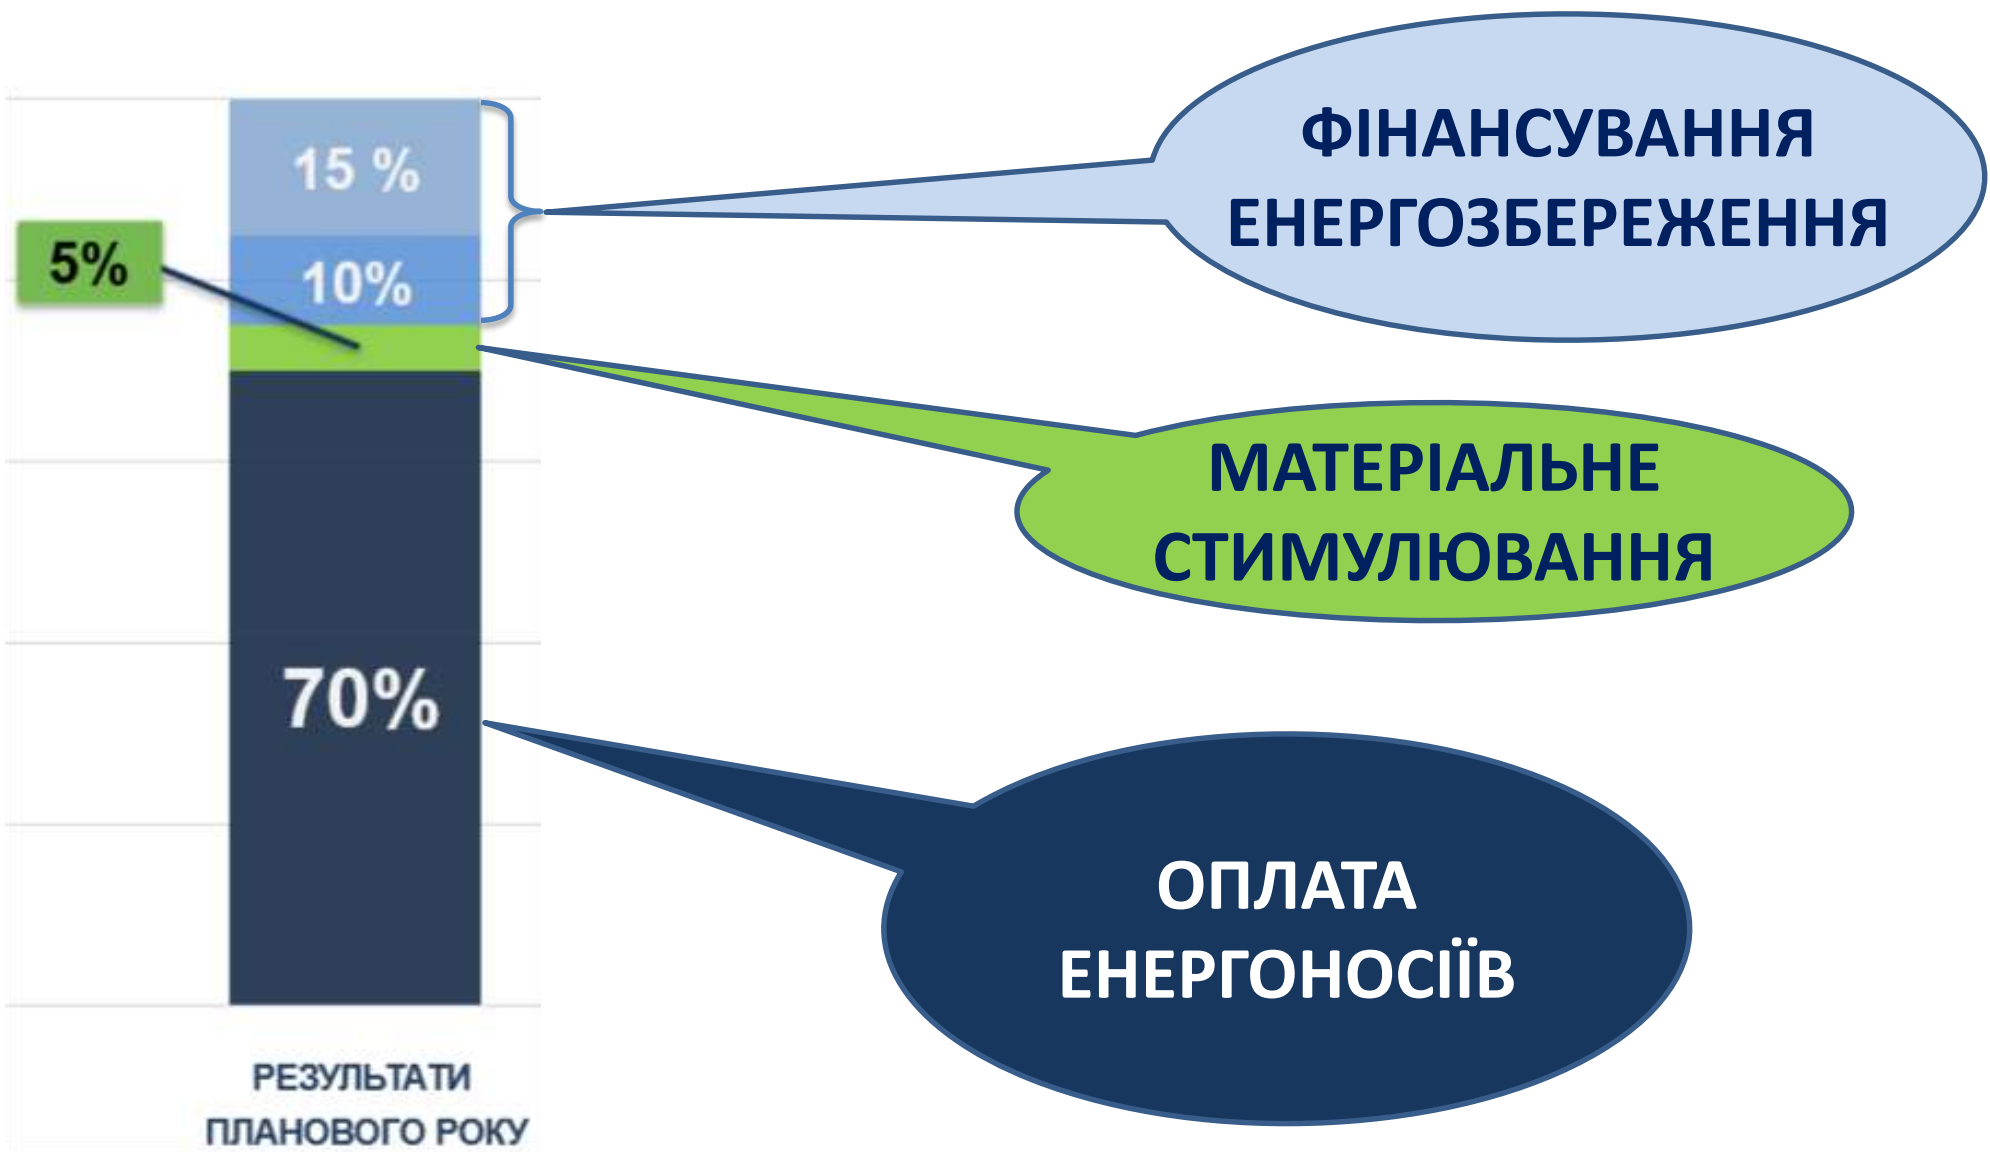 15 %
5%
10%
70%
РЕЗУЛЬТАТИ
ПЛАНОВОГО РОКУ
ФІНАНСУВАННЯ
ЕНЕРГОЗБЕРЕЖЕННЯ
МАТЕРІАЛЬНЕ
СТИМУЛЮВАННЯ
ОПЛАТА
ЕНЕРГОНОСІЇВ